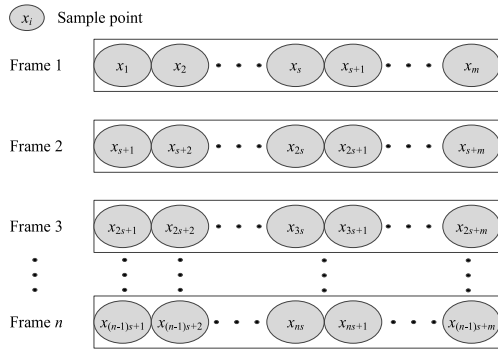 x_i Sample point
Frame 1 x_1 x_2 . . . x_s x_{s+1} . . . x_m
Frame 2 x_{s+1} x_{s+2} . . . x_{2s} x_{2s+1} . . . x_{s+m}
Frame 3 x_{2s+1} x_{2s+2} . . . x_{3s} x_{3s+1} . . . x_{2s+m}
Frame n x_{(n-1)s+1} x_{(n-1)s+2} . . . x_{ns} x_{ns+1} . . . x_{(n-1)s+m}